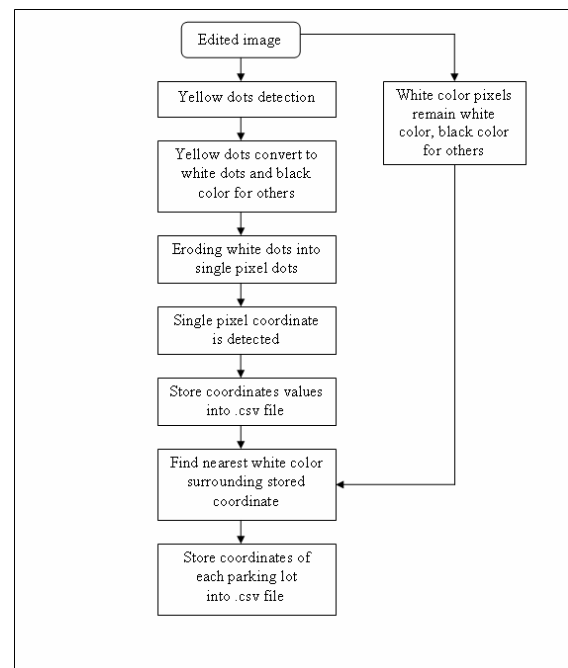 Edited image
Yellow dots detection
White color pixels
remain white
color, black color
for others
Yellow dots convert to
white dots and black
color for others
Eroding white dots into
single pixel dots
Single pixel coordinate
is detected
Store coordinates values
into .csv file
Find nearest white color
surrounding stored
coordinate
Store coordinates of
each parking lot
into .csv file